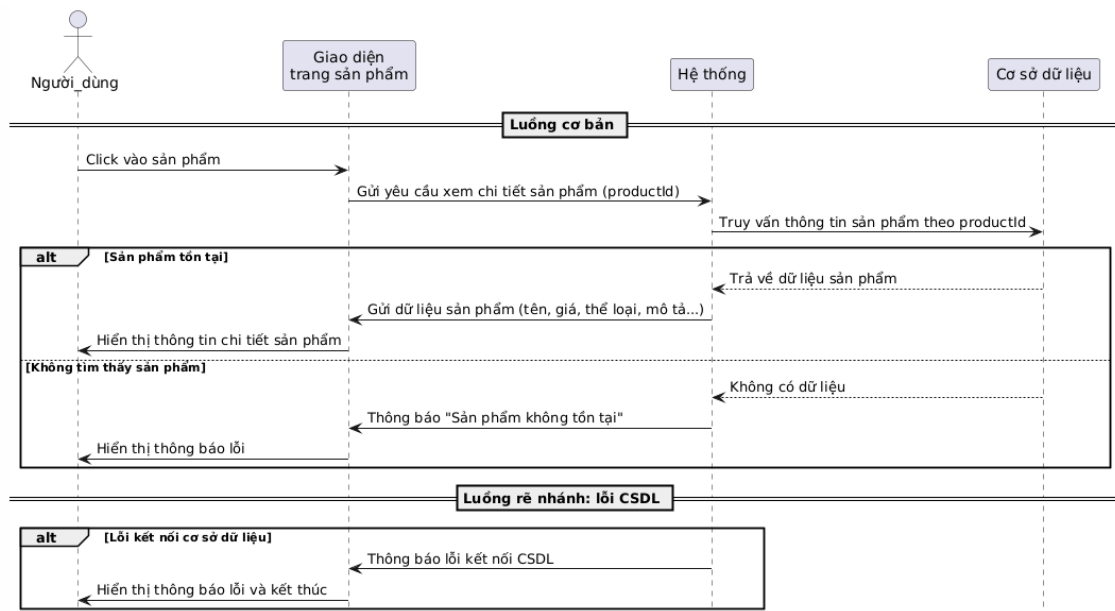 Người_dùng
Giao diện
trang sản phẩm
Hệ thống
Cơ sở dữ liệu
Luồng cơ bản
Click vào sản phẩm
Gửi yêu cầu xem chi tiết sản phẩm (productId)
Truy vấn thông tin sản phẩm theo productId
alt [Sản phẩm tồn tại]
Trả về dữ liệu sản phẩm
Gửi dữ liệu sản phẩm (tên, giá, thể loại, mô tả...)
Hiển thị thông tin chi tiết sản phẩm
[Không tìm thấy sản phẩm]
Không có dữ liệu
Thông báo "Sản phẩm không tồn tại"
Hiển thị thông báo lỗi
Luồng rẽ nhánh: lỗi CSDL
alt [Lỗi kết nối cơ sở dữ liệu]
Thông báo lỗi kết nối CSDL
Hiển thị thông báo lỗi và kết thúc